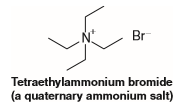 N+ Br−
Tetraethylammonium bromide
(a quaternary ammonium salt)